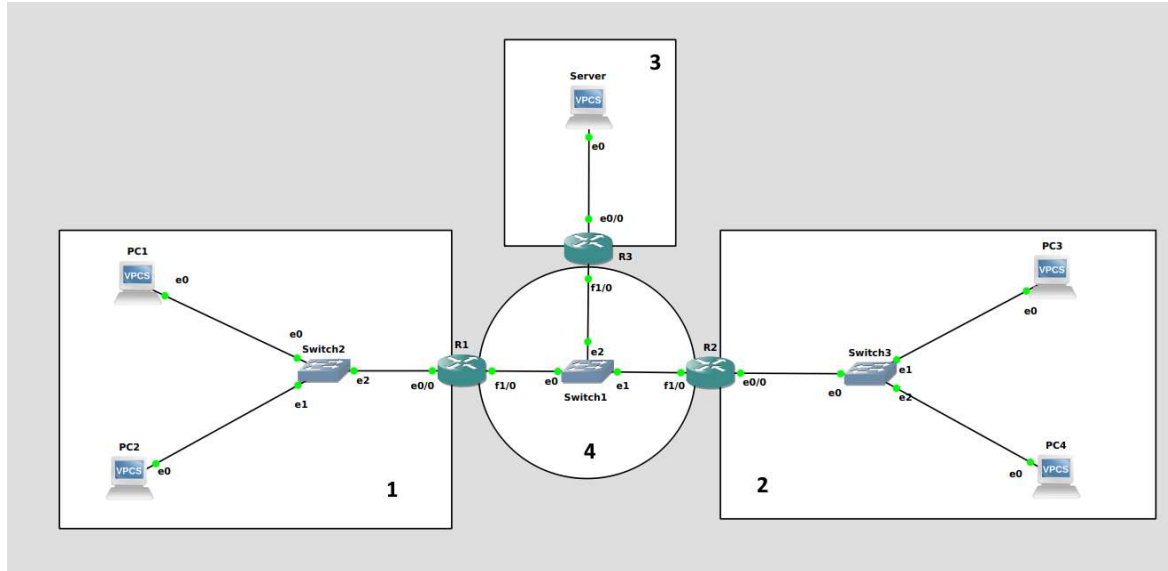 3
Server
VPCS
e0
e0/0
R3
f1/0
PC1
VPCS
e0
e0
Switch2
e2
e1
PC2
VPCS
e0
1
R1
e0/0
f1/0
e2
e0
e1
Switch1
4
R2
f1/0
e0/0
PC3
VPCS
e0
Switch3
e1
e0
e2
PC4
VPCS
e0
2